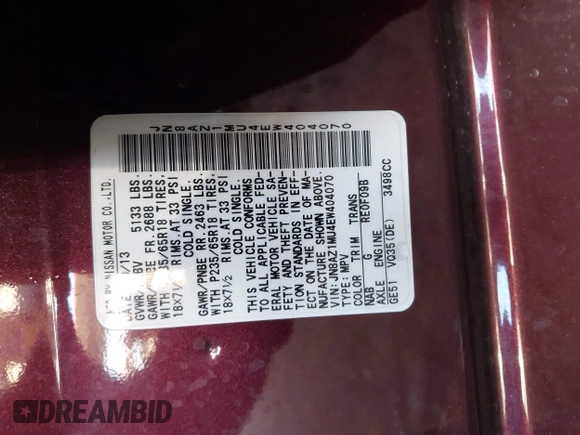 JN8AZ1MU4EW404070
MFD BY NISSAN MOTOR CO.,LTD.
DATE /13
GVWR/ BV 5133 LBS.
GAWR/PNBE FR. 2688 LBS.
WITH 35/65R18 TIRES,
18X7½ RIMS.AT 33 PSI
COLD SINGLE.
GAWR/PNBE RR. 2463 LBS.
WITH P235/65R18 TIRES,
18X7½ RIMS.AT 33 PSI
COLD SINGLE.
THIS VEHICLE CONFORMS
TO ALL APPLICABLE FED-
ERAL MOTOR VEHICLE SA-
FETY AND THEFT PREVEN-
TION STANDARDS IN EFF-
ECT ON THE DATE OF MA-
NUFACTURE SHOWN ABOVE.
VIN: JN8AZ1MU4EW404070
TYPE: MPV
COLOR TRIM TRANS
NAB G RE0F09B
AXLE ENGINE
GE51 VQ35(DE) 3498CC
DREAMBID